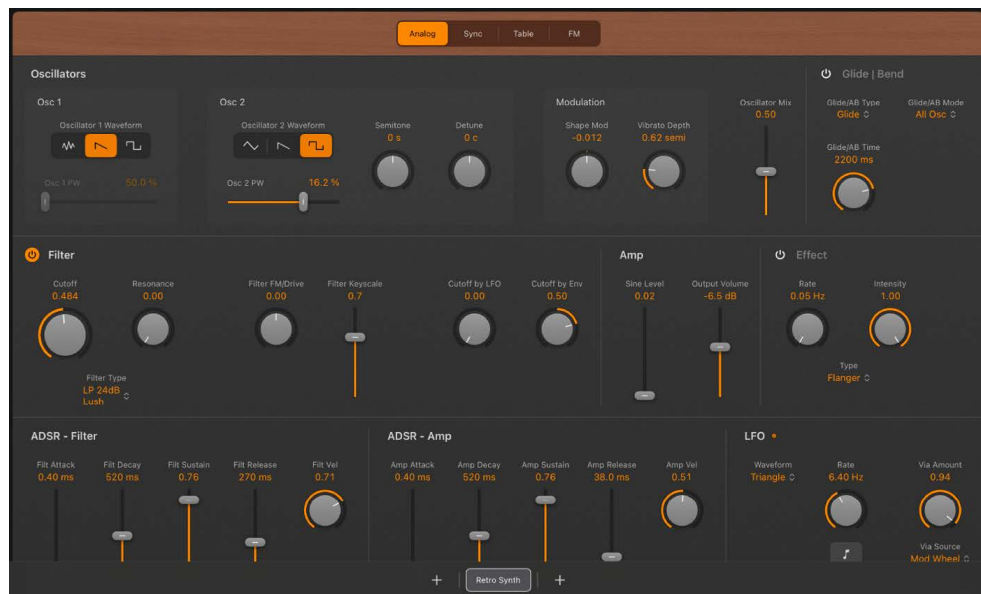 Analog Sync Table FM
Oscillators
Glide | Bend
Osc 1
Osc 2
Modulation
Oscillator Mix
0.50
Glide/AB Type
Glide
Glide/AB Mode
All Osc
Oscillator 1 Waveform
Oscillator 2 Waveform
Semitone
0 s
Detune
0 c
Shape Mod
-0.012
Vibrato Depth
0.62 semi
Glide/AB Time
2200 ms
Osc 1 PW 50.0 %
Osc 2 PW 16.2 %
Filter
Amp
Effect
Cutoff
0.484
Resonance
0.00
Filter FM/Drive
0.00
Filter Keyscale
0.7
Cutoff by LFO
0.00
Cutoff by Env
0.50
Sine Level
0.02
Output Volume
-6.5 dB
Rate
0.05 Hz
Intensity
1.00
Filter Type
LP 24dB
Lush
Type
Flanger
ADSR - Filter
ADSR - Amp
LFO
Filt Attack
0.40 ms
Filt Decay
520 ms
Filt Sustain
0.76
Filt Release
270 ms
Filt Vel
0.71
Amp Attack
0.40 ms
Amp Decay
520 ms
Amp Sustain
0.76
Amp Release
38.0 ms
Amp Vel
0.51
Waveform
Triangle
Rate
6.40 Hz
Via Amount
0.94
Via Source
Mod Wheel
+ Retro Synth +